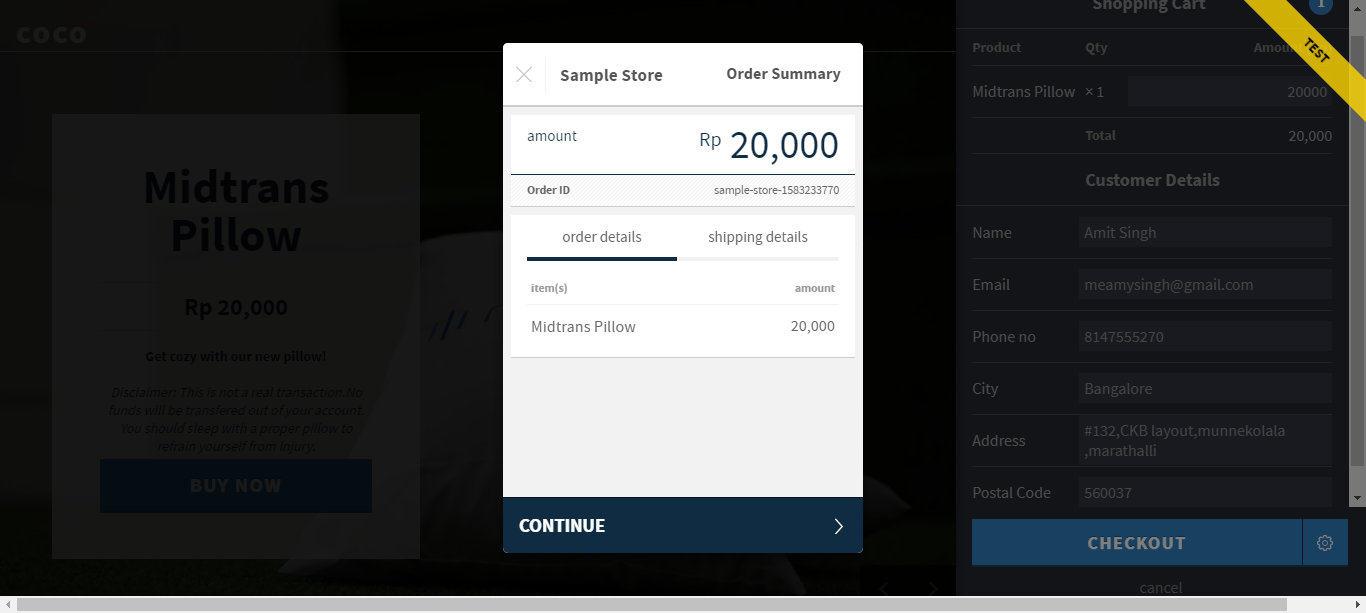 coco
Midtrans
Pillow
Rp 20,000
Get cozy with our new pillow!
Disclaimer: This is not a real transaction.No
funds will be transfered out of your account.
You should sleep with a proper pillow to
refrain yourself from injury.
BUY NOW
Sample Store
Order Summary
amount
Rp 20,000
Order ID
sample-store-1583233770
order details
shipping details
item(s)
amount
Midtrans Pillow
20,000
CONTINUE
Shopping Cart
1
TEST
Product
Qty
Midtrans Pillow
× 1
20000
Total
20,000
Customer Details
Name
Amit Singh
Email
meamysingh@gmail.com
Phone no
8147555270
City
Bangalore
Address
#132,CKB layout,munnekolala
,marathalli
Postal Code
560037
CHECKOUT
cancel